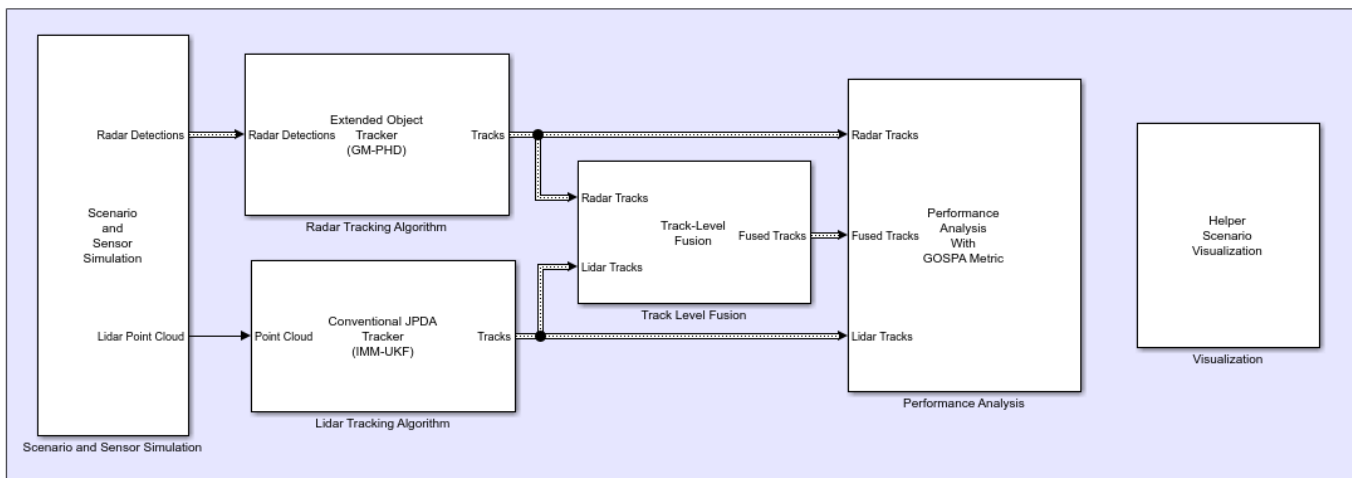 Radar Detections
Scenario
and
Sensor
Simulation
Lidar Point Cloud
Scenario and Sensor Simulation
Radar Detections
Extended Object
Tracker
(GM-PHD)
Tracks
Radar Tracking Algorithm
Point Cloud
Conventional JPDA
Tracker
(IMM-UKF)
Tracks
Lidar Tracking Algorithm
Radar Tracks
Lidar Tracks
Track-Level
Fusion
Fused Tracks
Track Level Fusion
Radar Tracks
Fused Tracks
Lidar Tracks
Performance
Analysis
With
GOSPA Metric
Performance Analysis
Helper
Scenario
Visualization
Visualization